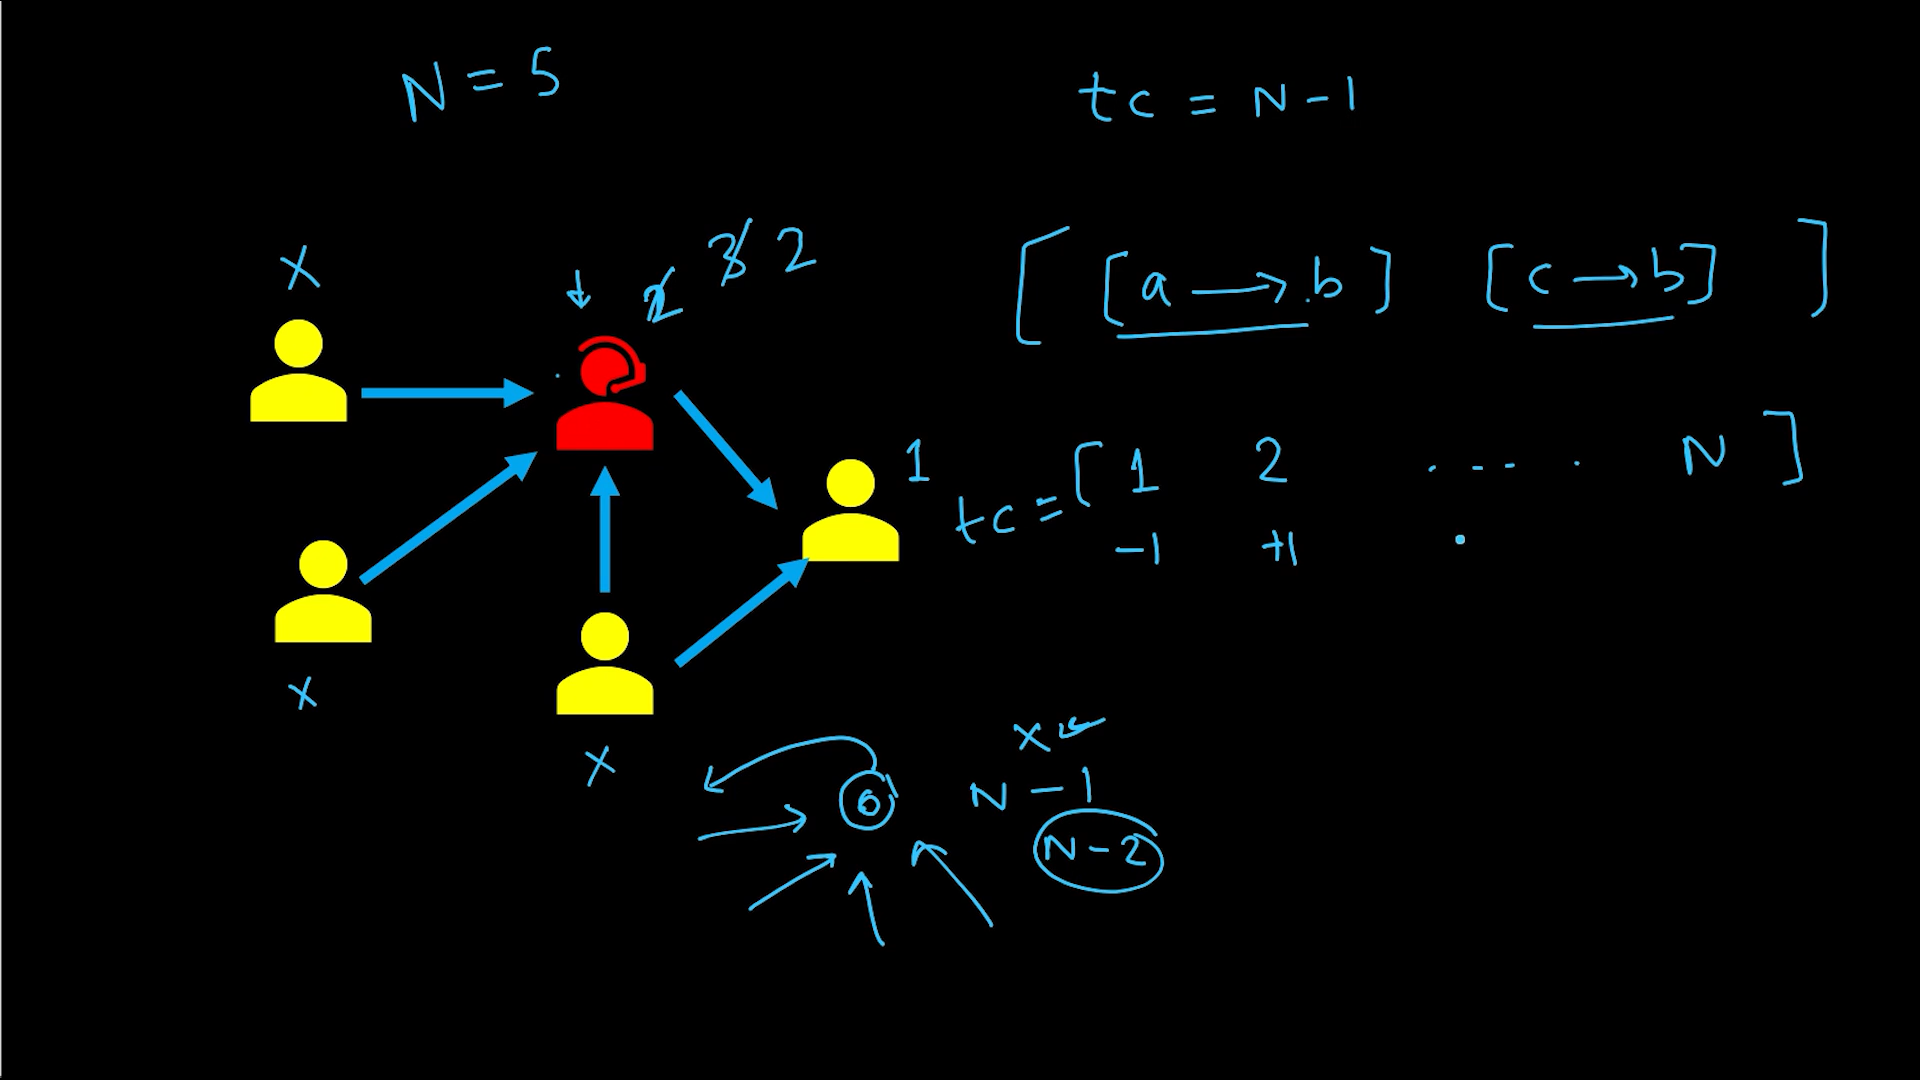 N = 5
tc = N - 1
X
2 3 2
[ [a → b] [c → b] ]
1
tc = [ 1 2 ... . N ]
-1 +1
X
X
X
6 N - 1
N - 2